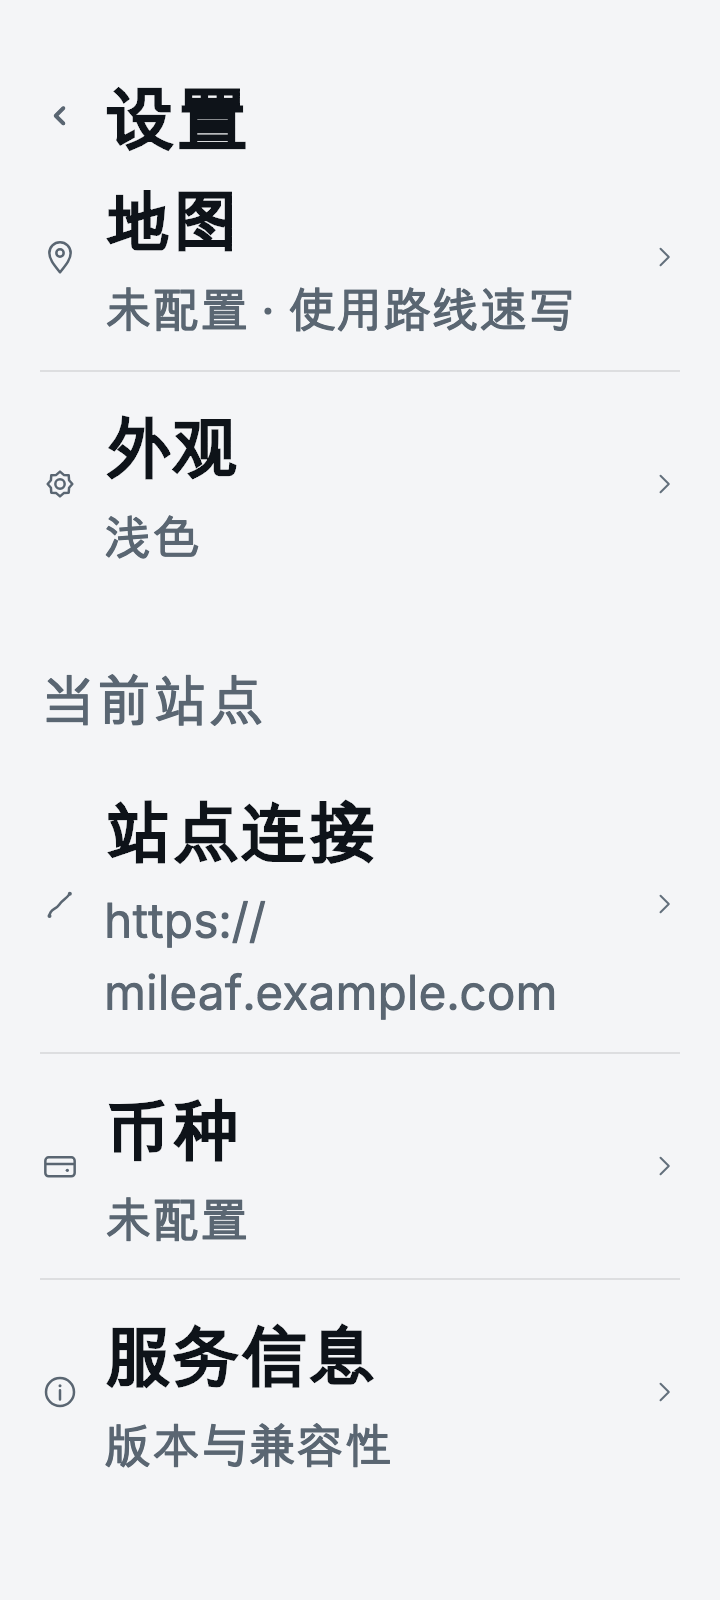 设置
地图
未配置 · 使用路线速写
外观
浅色
当前站点
站点连接
https://
mileaf.example.com
币种
未配置
服务信息
版本与兼容性